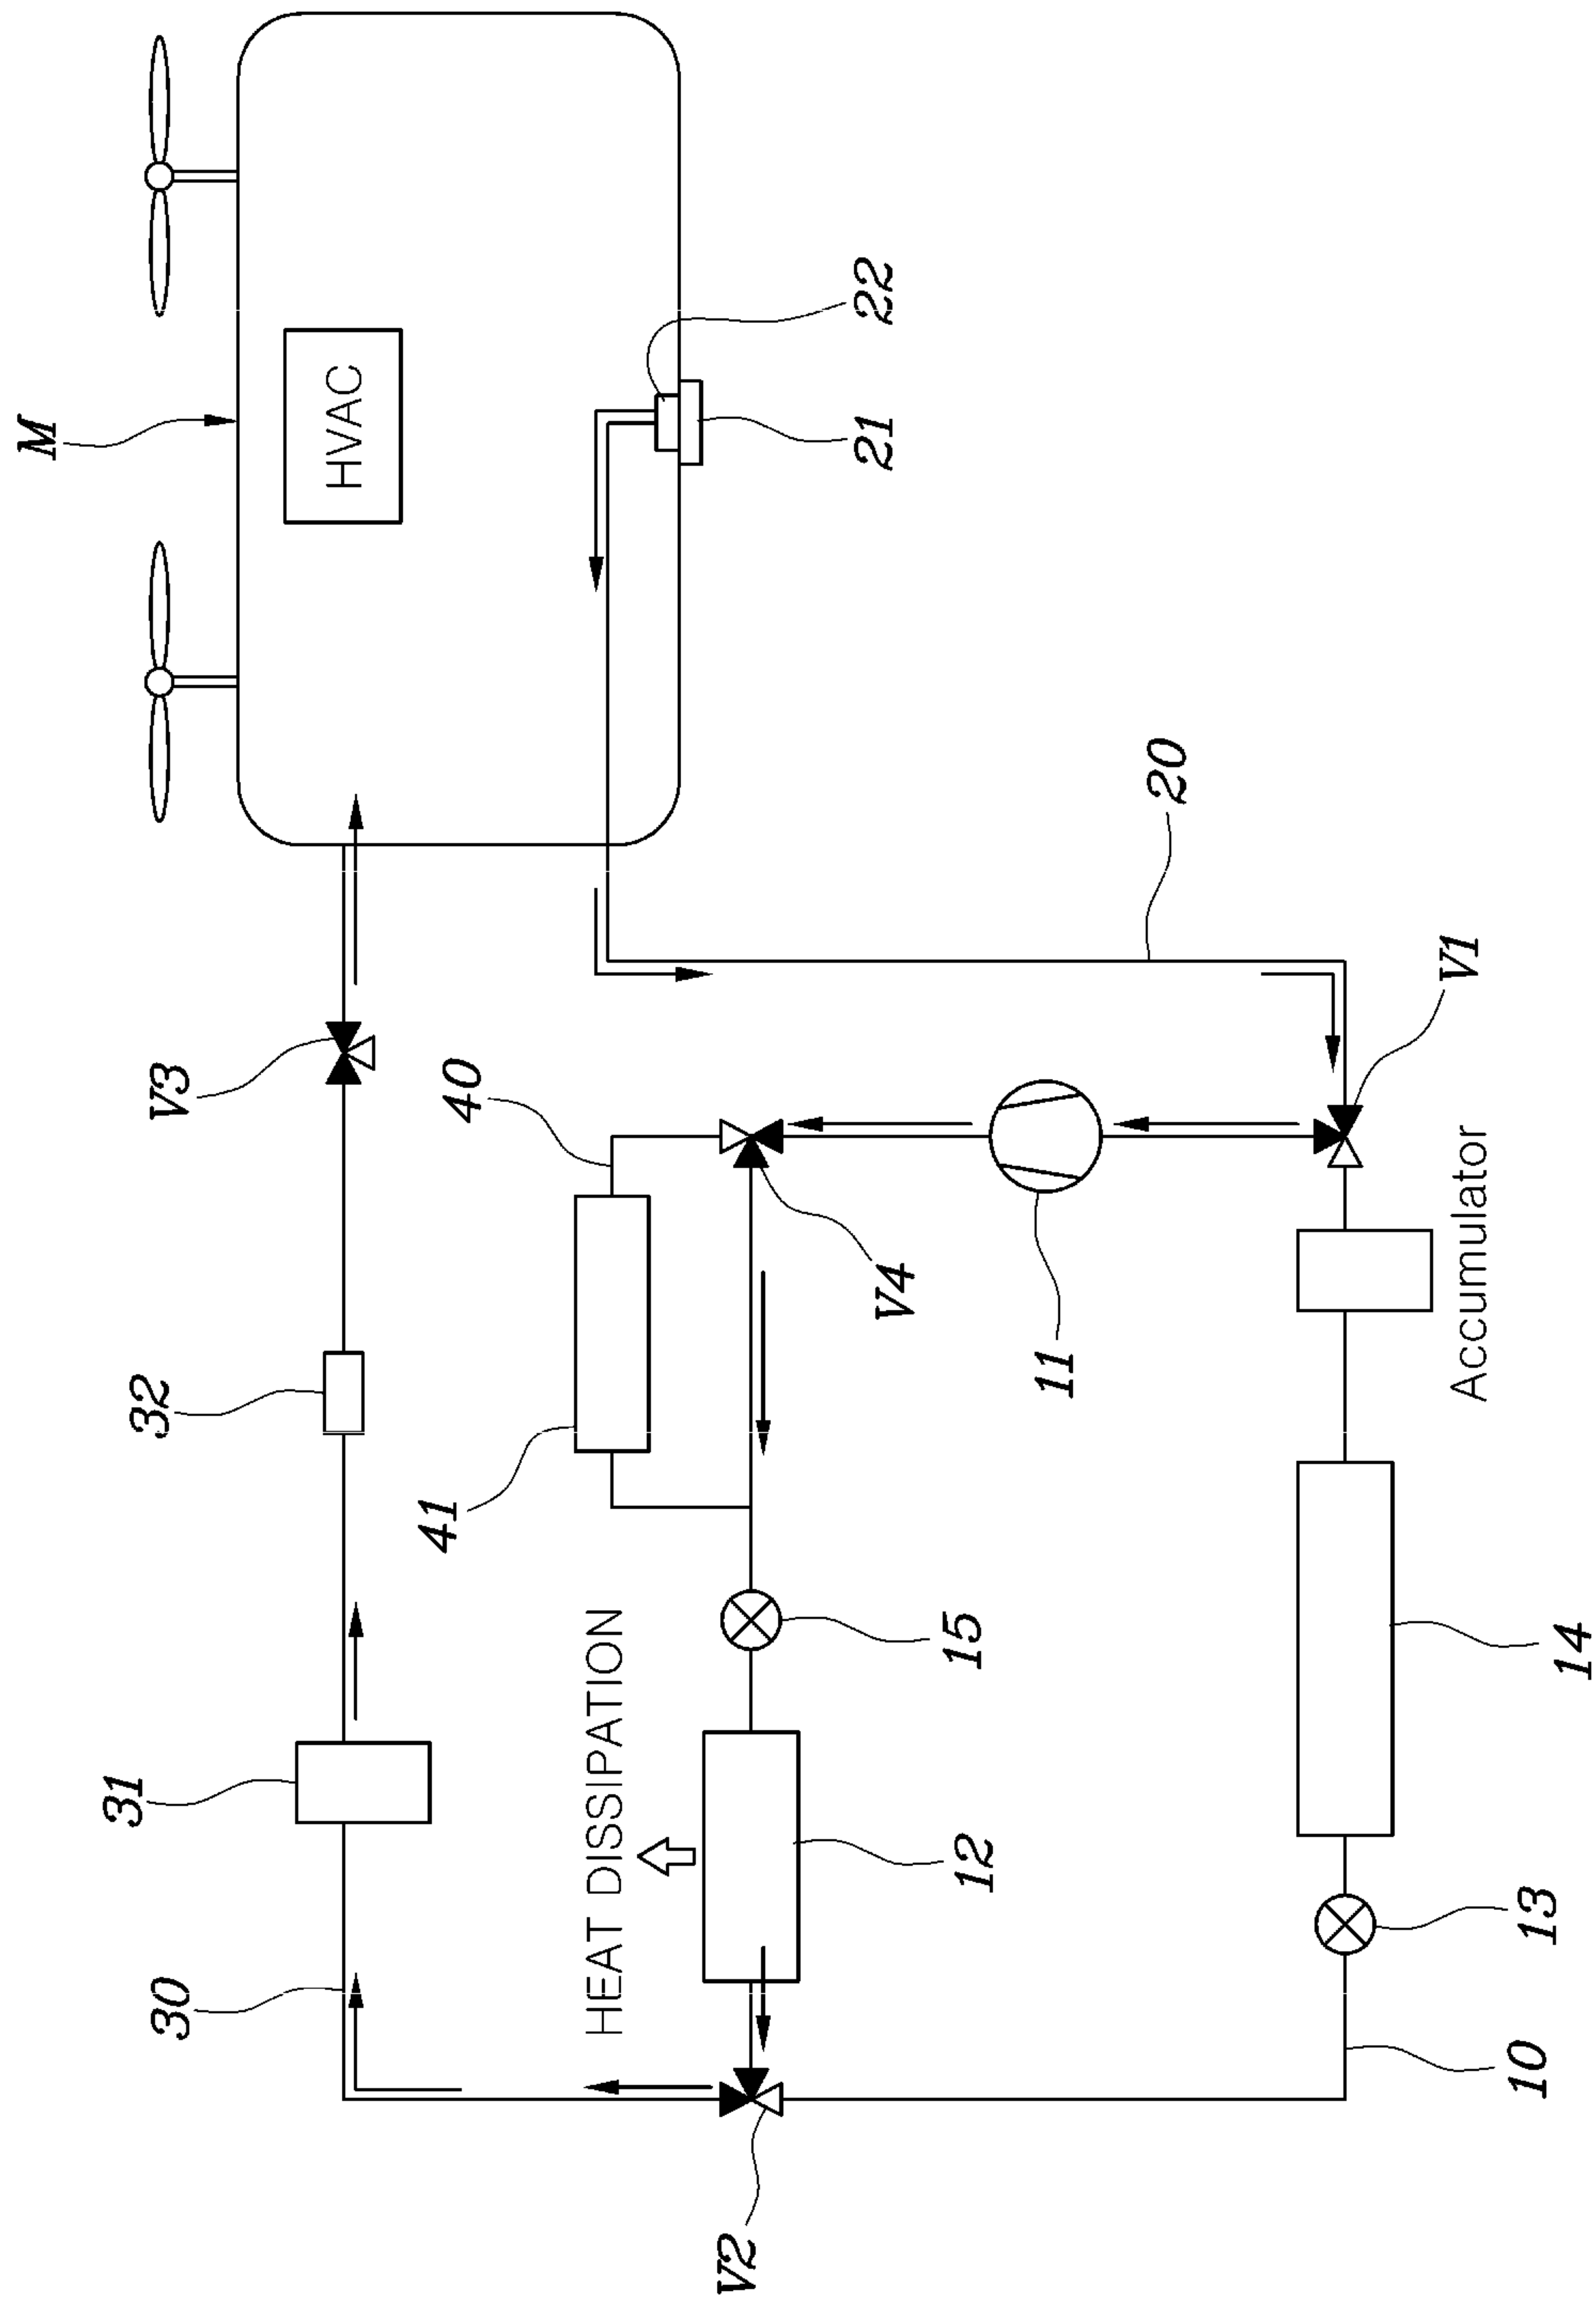 M
31
32
30
V3
HVAC
41
40
HEAT DISSIPATION
V2
21
22
V4
12
15
11
20
Accumulator
V1
10
13
14